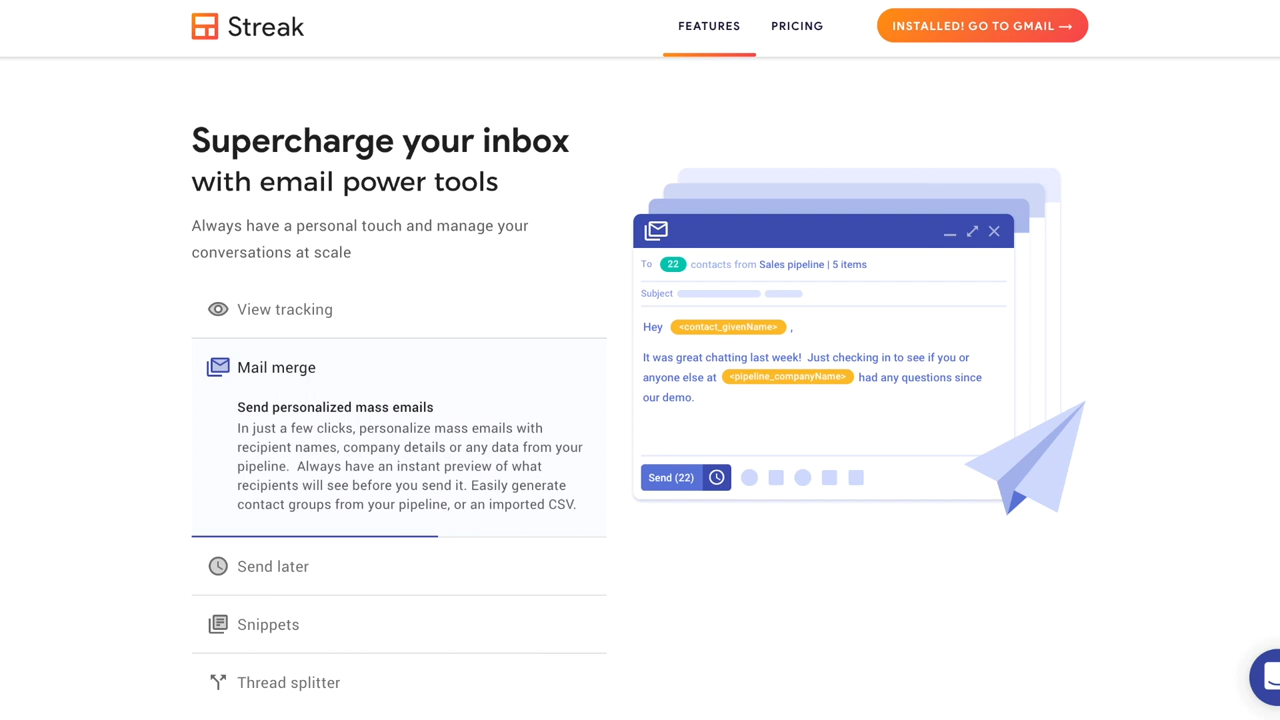 Streak
FEATURES
PRICING
INSTALLED! GO TO GMAIL →
Supercharge your inbox
with email power tools
Always have a personal touch and manage your
conversations at scale
View tracking
Mail merge
Send personalized mass emails
In just a few clicks, personalize mass emails with
recipient names, company details or any data from your
pipeline. Always have an instant preview of what
recipients will see before you send it. Easily generate
contact groups from your pipeline, or an imported CSV.
Send later
Snippets
Thread splitter
To 22 contacts from Sales pipeline | 5 items
Subject
Hey <contact_givenName> ,
It was great chatting last week! Just checking in to see if you or
anyone else at <pipeline_companyName> had any questions since
our demo.
Send (22)